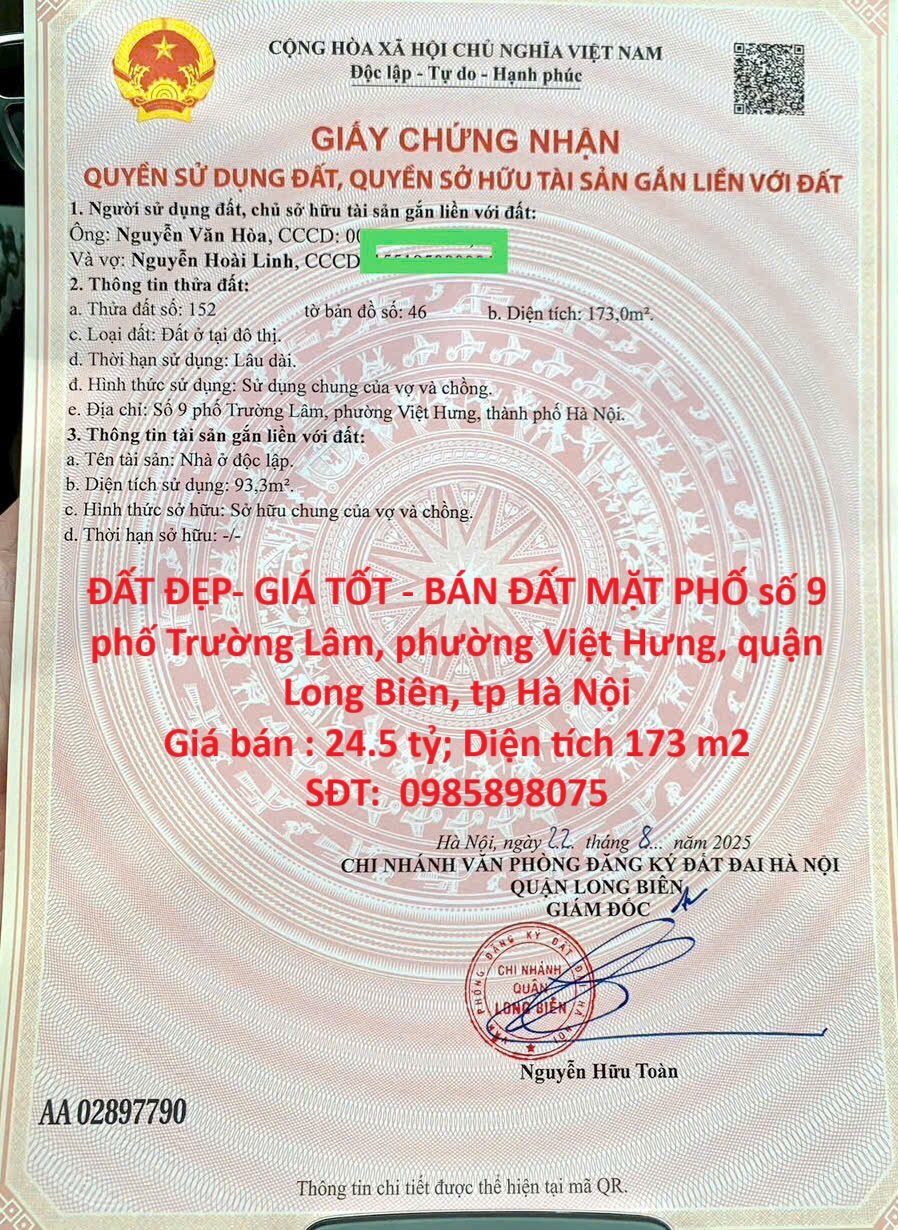 CỘNG HÒA XÃ HỘI CHỦ NGHĨA VIỆT NAM
Độc lập - Tự do - Hạnh phúc
GIẤY CHỨNG NHẬN
QUYỀN SỬ DỤNG ĐẤT, QUYỀN SỞ HỮU TÀI SẢN GẮN LIỀN VỚI ĐẤT
1. Người sử dụng đất, chủ sở hữu tài sản gắn liền với đất:
Ông: Nguyễn Văn Hòa, CCCD: 00
Và vợ: Nguyễn Hoài Linh, CCCD
2. Thông tin thửa đất:
a. Thửa đất số: 152 tờ bản đồ số: 46 b. Diện tích: 173,0m².
c. Loại đất: Đất ở tại đô thị.
d. Thời hạn sử dụng: Lâu dài.
đ. Hình thức sử dụng: Sử dụng chung của vợ và chồng.
e. Địa chỉ: Số 9 phố Trường Lâm, phường Việt Hưng, thành phố Hà Nội.
3. Thông tin tài sản gắn liền với đất:
a. Tên tài sản: Nhà ở độc lập.
b. Diện tích sử dụng: 93,3m².
c. Hình thức sở hữu: Sở hữu chung của vợ và chồng.
d. Thời hạn sở hữu: -/-
ĐẤT ĐẸP- GIÁ TỐT - BÁN ĐẤT MẶT PHỐ số 9
phố Trường Lâm, phường Việt Hưng, quận
Long Biên, tp Hà Nội
Giá bán : 24.5 tỷ; Diện tích 173 m2
SĐT: 0985898075
Hà Nội, ngày 22. tháng 8... năm 2025
CHI NHÁNH VĂN PHÒNG ĐĂNG KÝ ĐẤT ĐAI HÀ NỘI
QUẬN LONG BIÊN
GIÁM ĐỐC
VĂN PHÒNG ĐĂNG KÝ ĐẤT ĐAI HÀ NỘI
CHI NHÁNH
QUẬN
LONG BIÊN
Nguyễn Hữu Toàn
AA 02897790
Thông tin chi tiết được thể hiện tại mã QR.